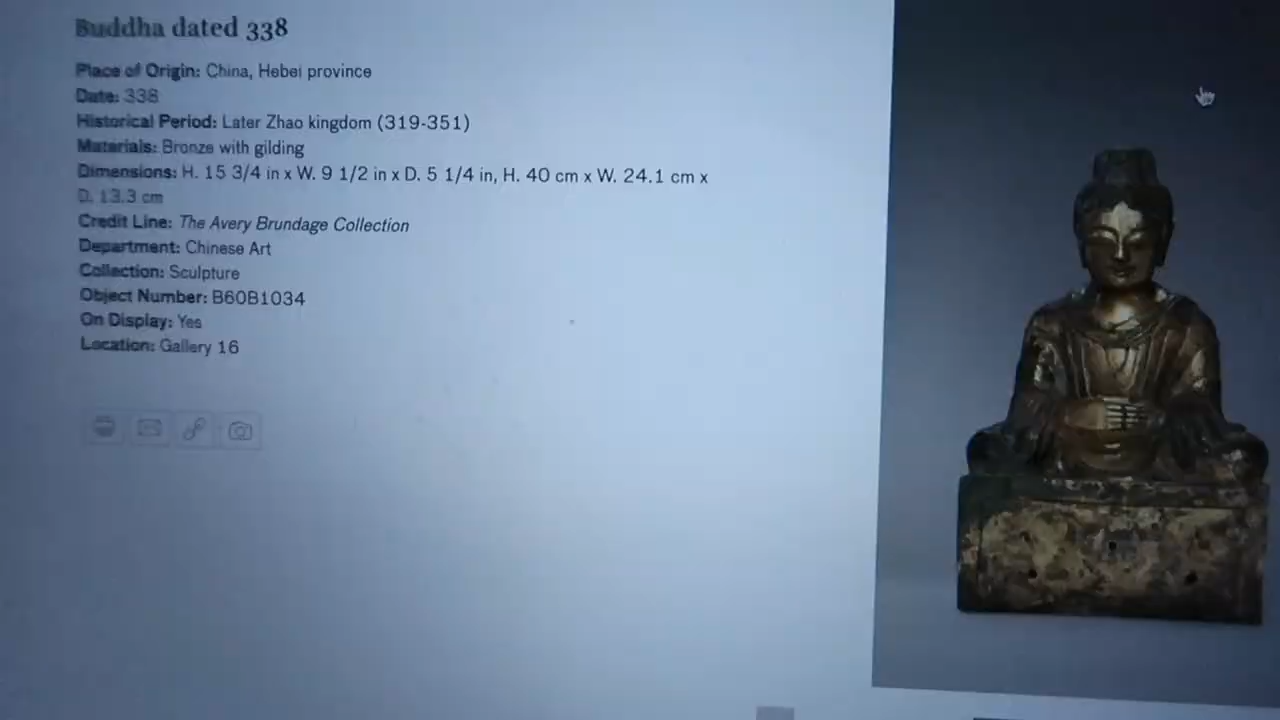 Buddha dated 338
Place of Origin: China, Hebei province
Date: 338
Historical Period: Later Zhao kingdom (319-351)
Materials: Bronze with gilding
Dimensions: H. 15 3/4 in x W. 9 1/2 in x D. 5 1/4 in, H. 40 cm x W. 24.1 cm x
D. 13.3 cm
Credit Line: The Avery Brundage Collection
Department: Chinese Art
Collection: Sculpture
Object Number: B60B1034
On Display: Yes
Location: Gallery 16